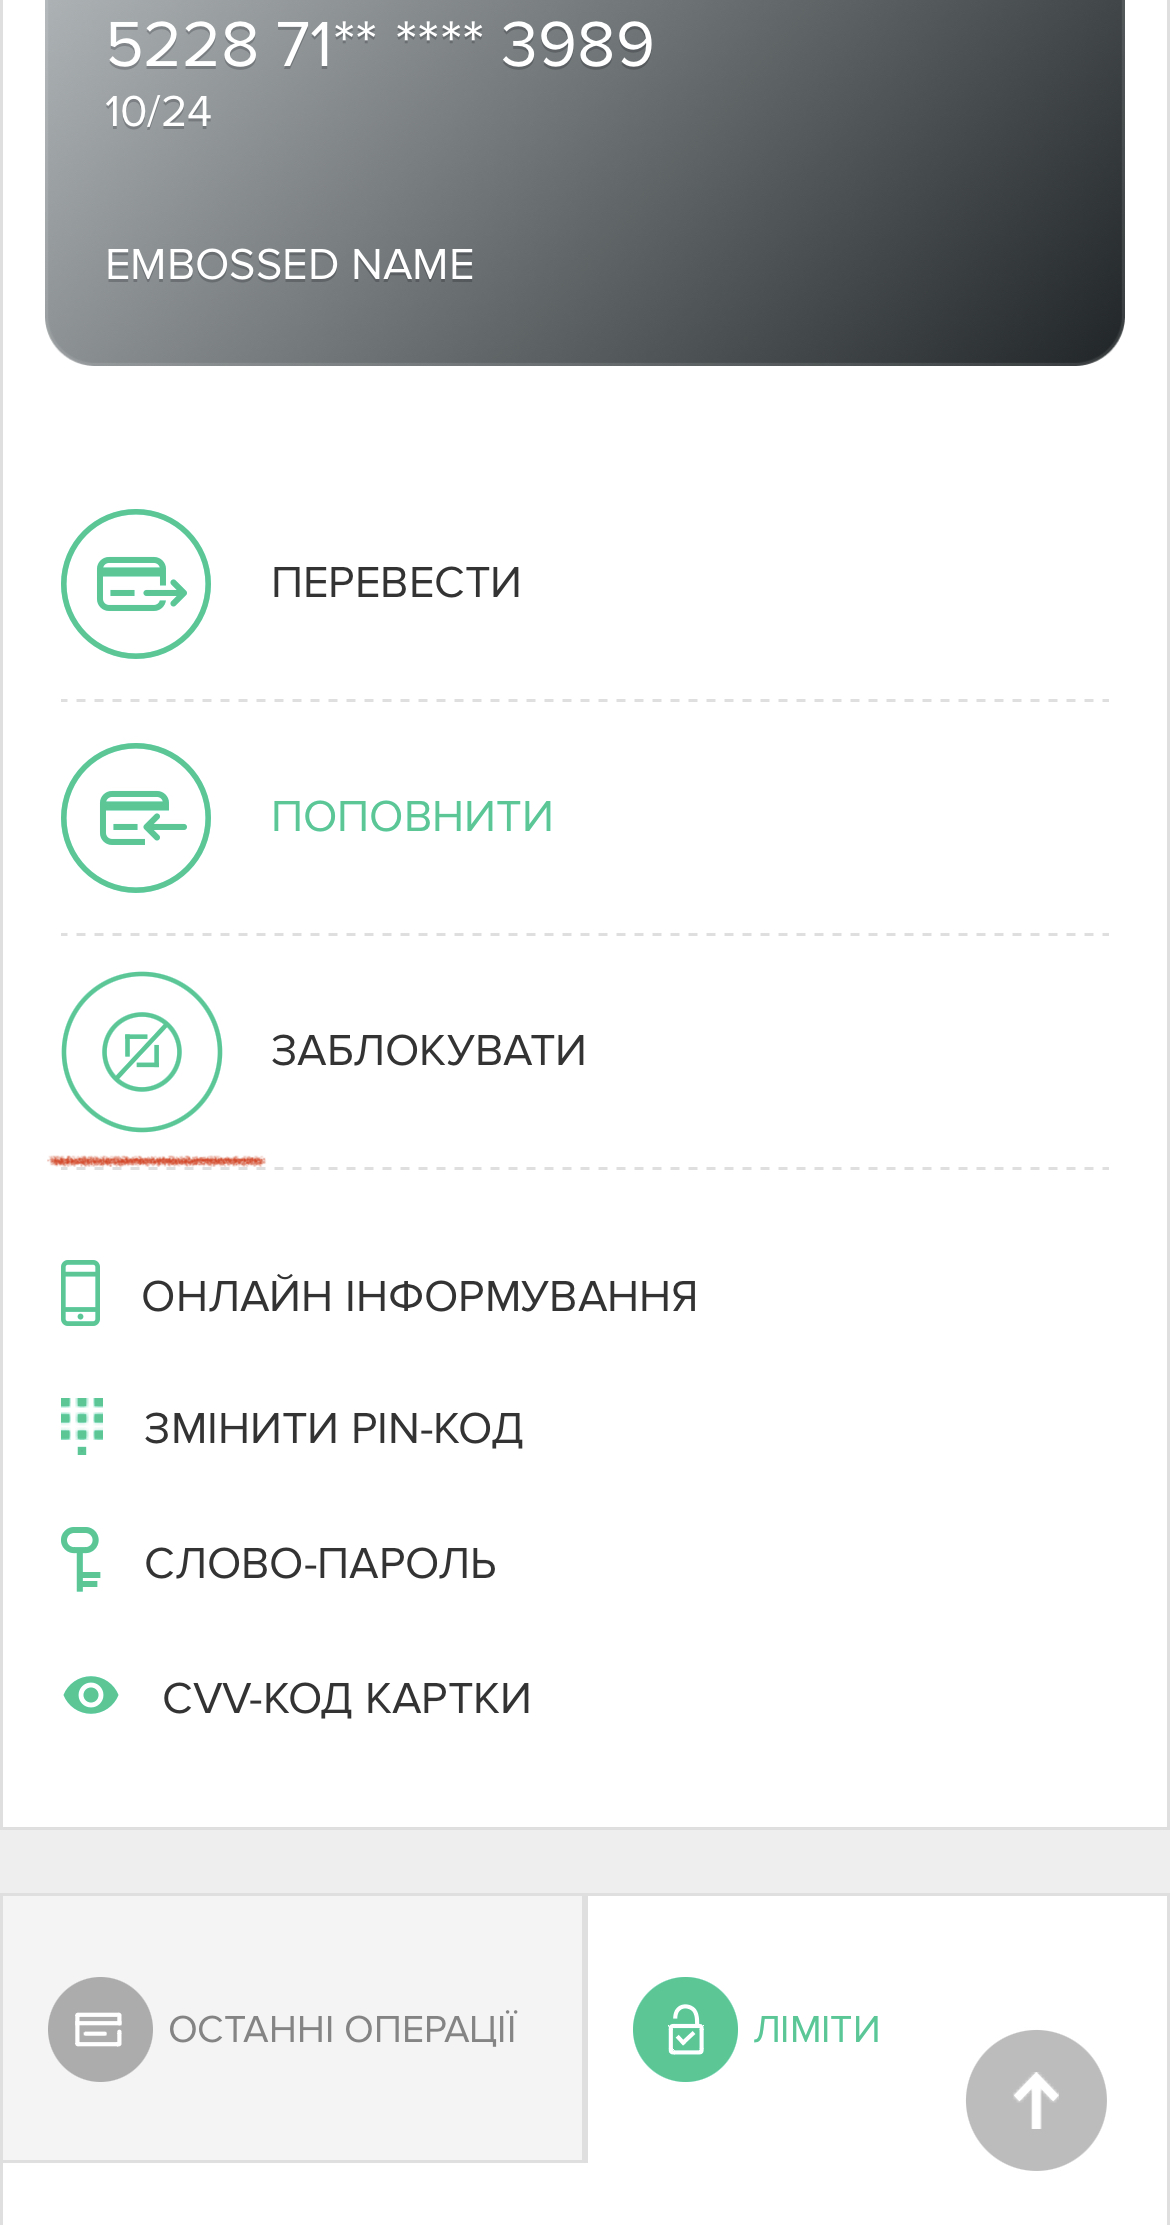 5228 71** **** 3989
10/24
EMBOSSED NAME
ПЕРЕВЕСТИ
ПОПОВНИТИ
ЗАБЛОКУВАТИ
ОНЛАЙН ІНФОРМУВАННЯ
ЗМІНИТИ PIN-КОД
СЛОВО-ПАРОЛЬ
CVV-КОД КАРТКИ
ОСТАННІ ОПЕРАЦІЇ
ЛІМІТИ